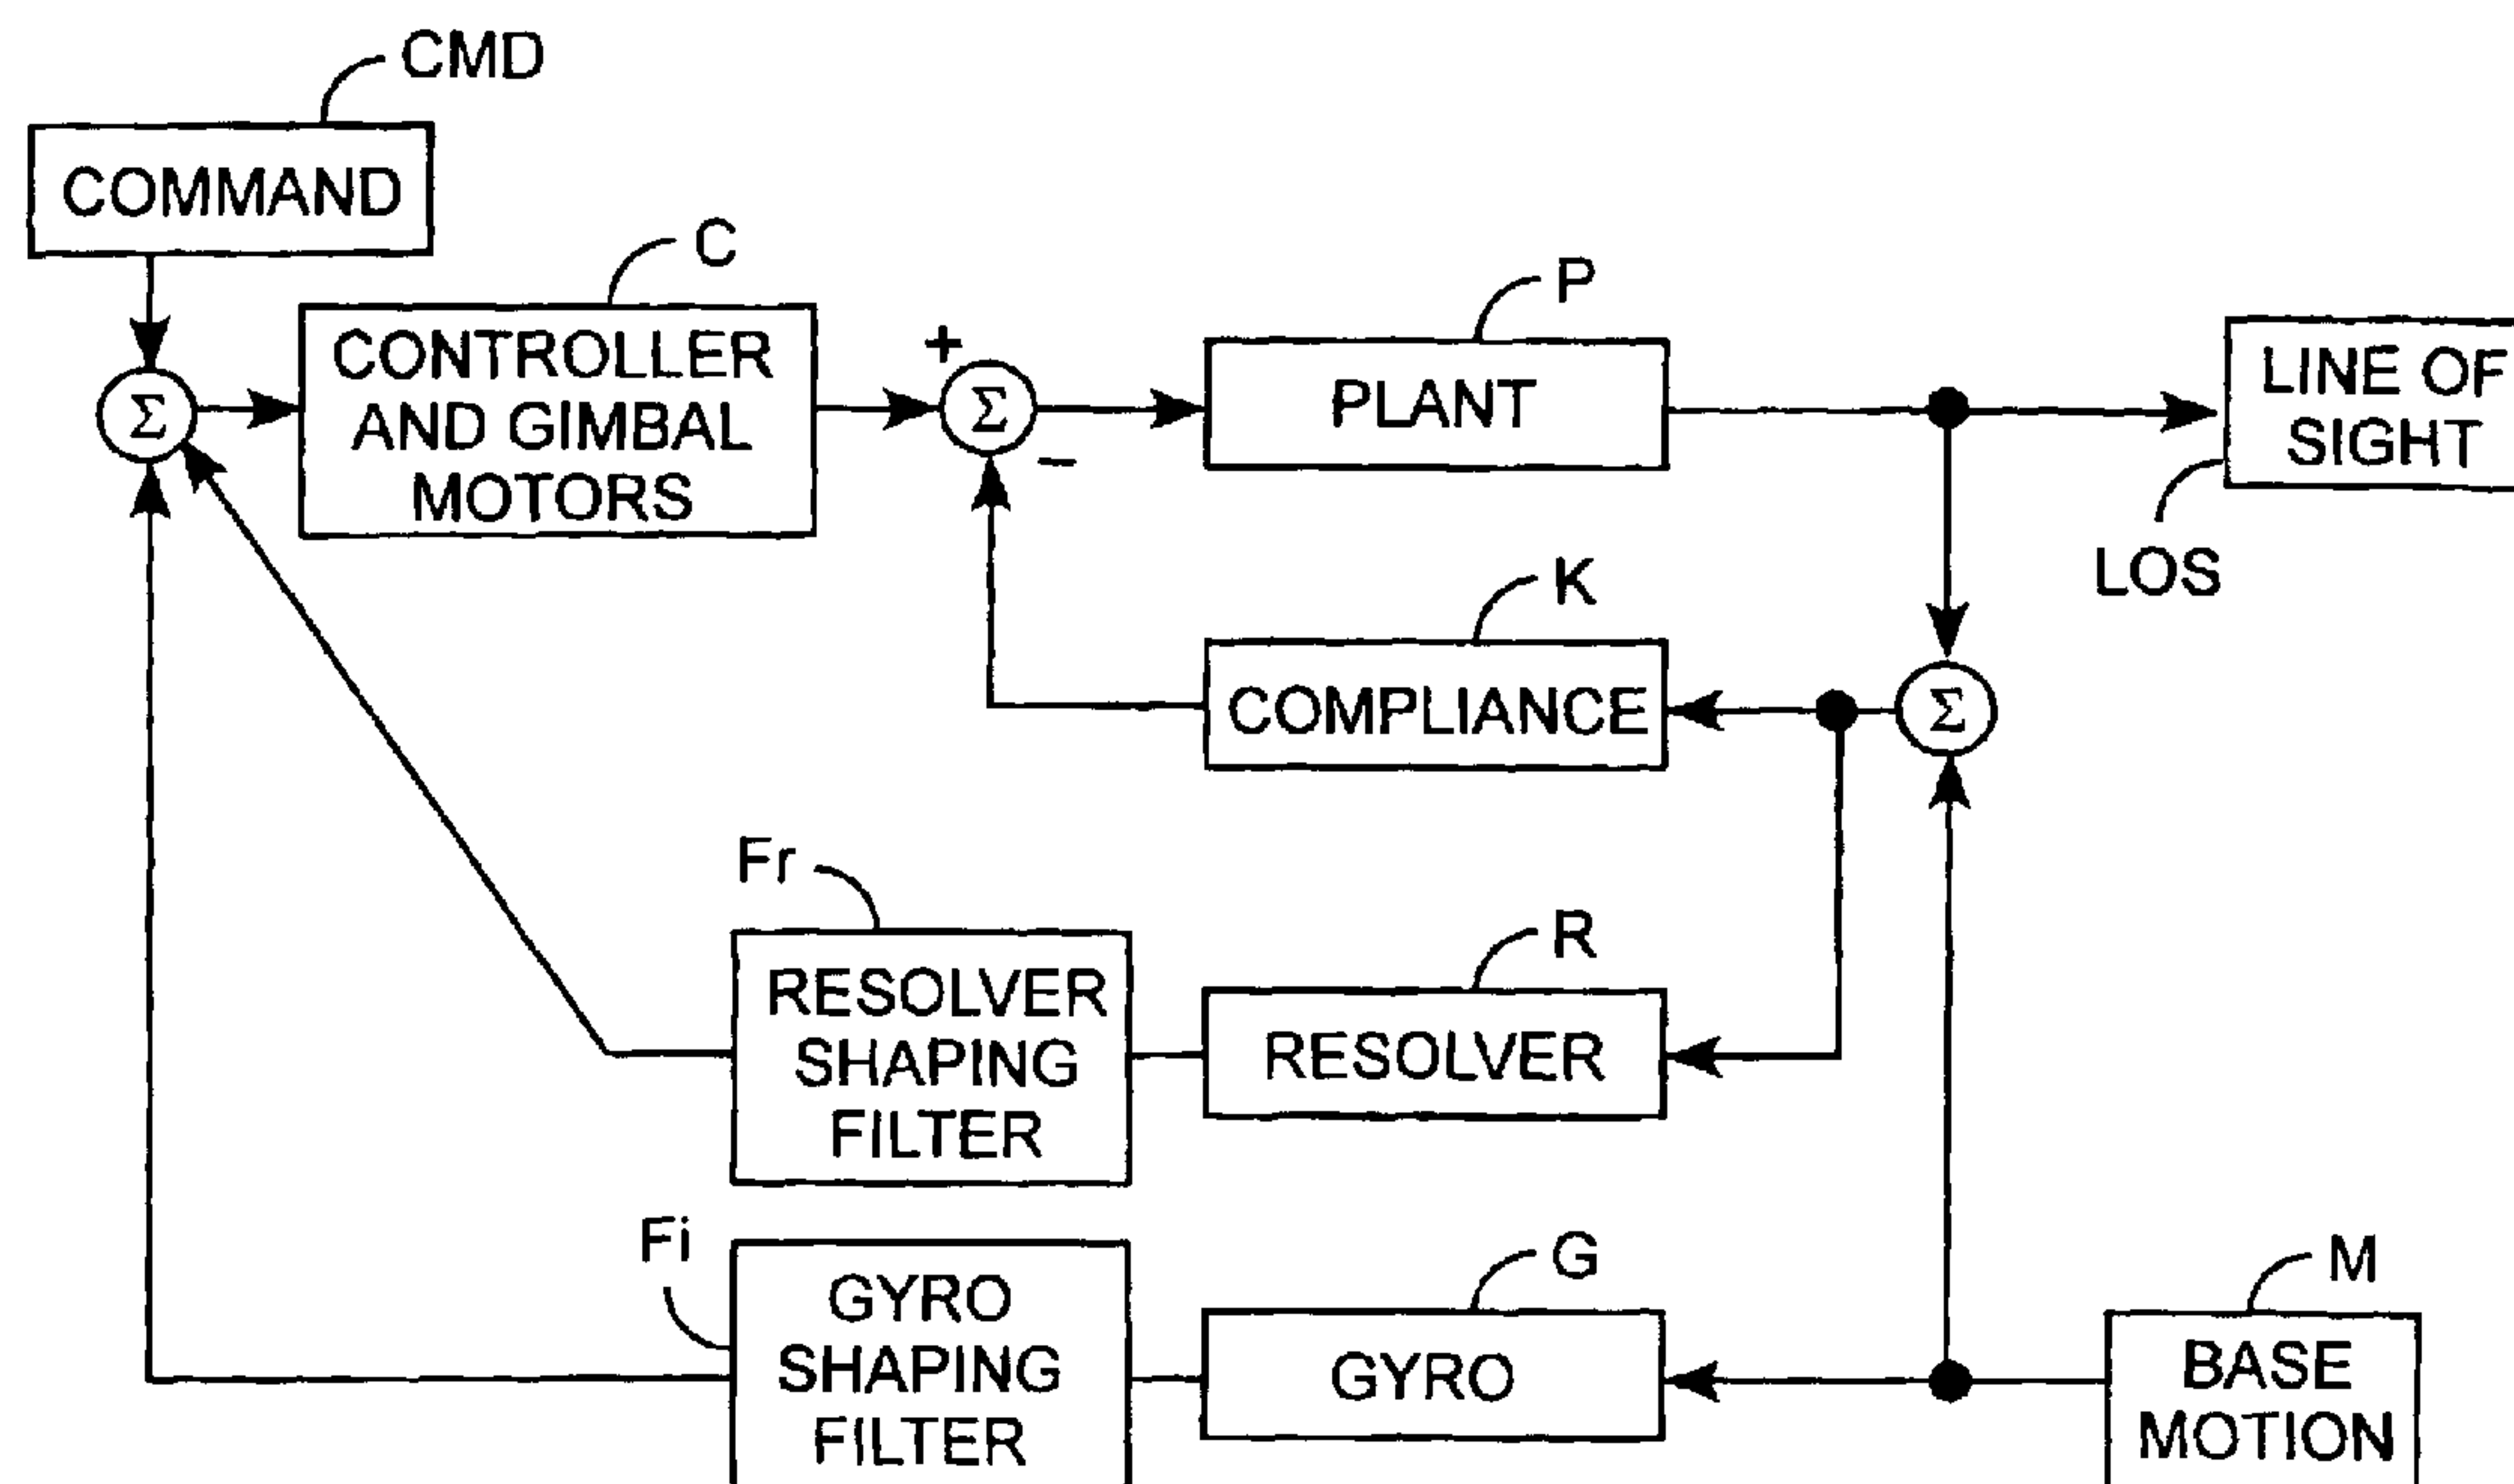 CMD
COMMAND
C
CONTROLLER
AND GIMBAL
MOTORS
Σ
+
Σ
−
P
PLANT
LINE OF
SIGHT
LOS
K
COMPLIANCE
Σ
Fr
RESOLVER
SHAPING
FILTER
R
RESOLVER
Fi
GYRO
SHAPING
FILTER
G
GYRO
M
BASE
MOTION